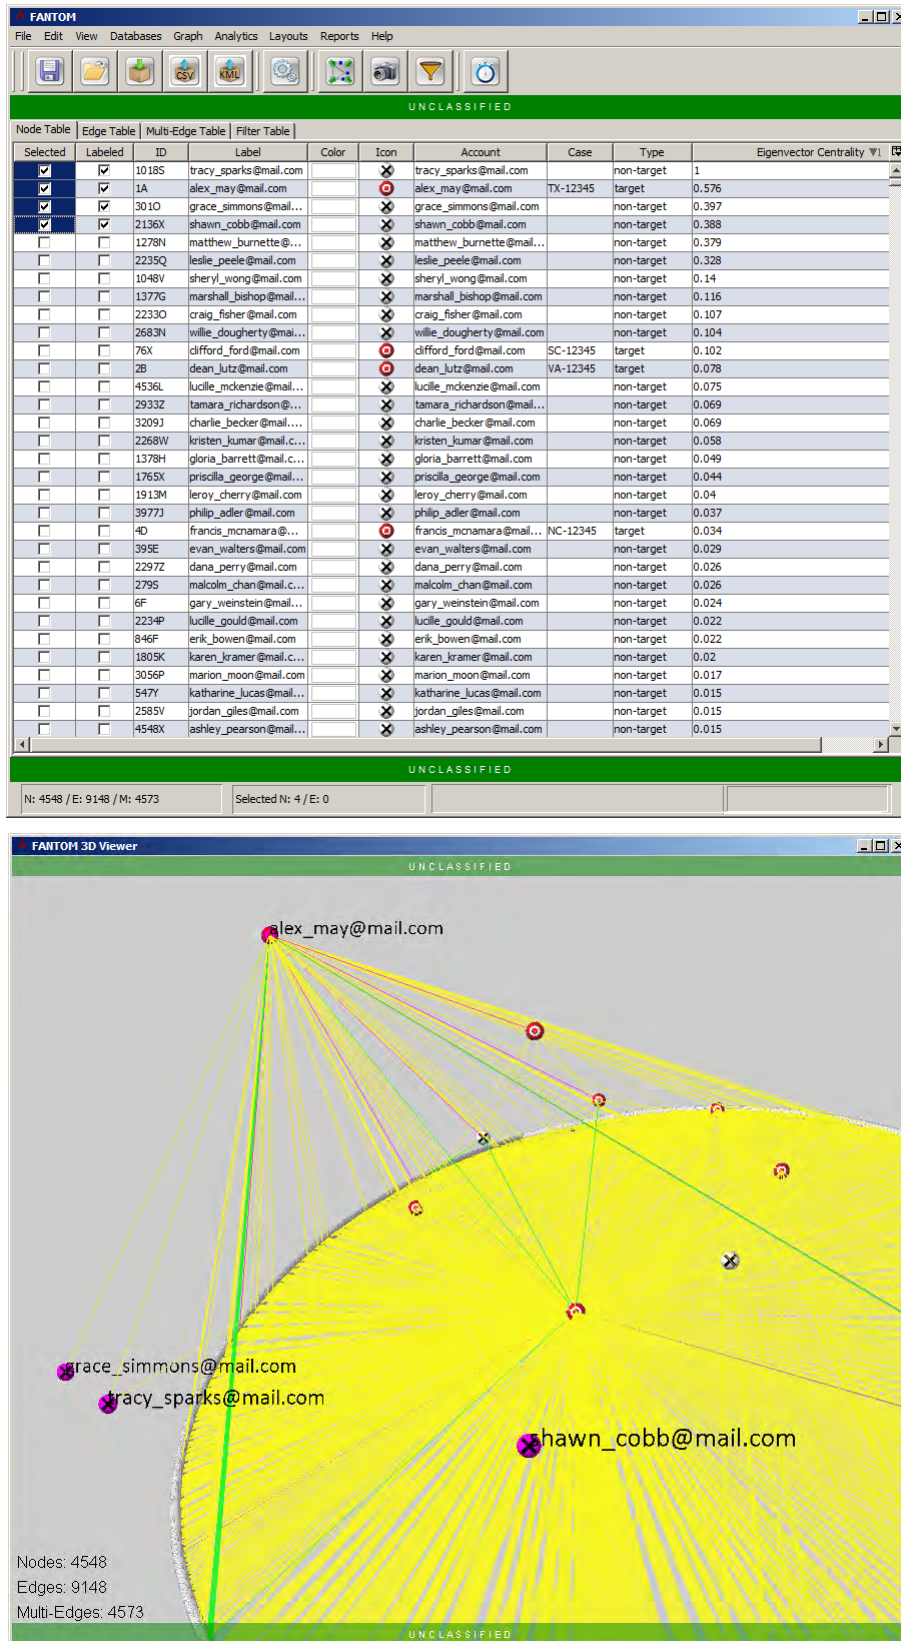 FANTOM
File Edit View Databases Graph Analytics Layouts Reports Help
CSV KML
UNCLASSIFIED
Node Table Edge Table Multi-Edge Table Filter Table
Selected Labeled ID Label Color Icon Account Case Type Eigenvector Centrality ▼1
1018S tracy_sparks@mail.com tracy_sparks@mail.com non-target 1
1A alex_may@mail.com alex_may@mail.com TX-12345 target 0.576
301O grace_simmons@mail... grace_simmons@mail.com non-target 0.397
2136X shawn_cobb@mail.com shawn_cobb@mail.com non-target 0.388
1278N matthew_burnette@... matthew_burnette@mail... non-target 0.379
2235Q leslie_peele@mail.com leslie_peele@mail.com non-target 0.328
1048V sheryl_wong@mail.com sheryl_wong@mail.com non-target 0.14
1377G marshall_bishop@mail... marshall_bishop@mail.com non-target 0.116
2233O craig_fisher@mail.com craig_fisher@mail.com non-target 0.107
2683N willie_dougherty@mai... willie_dougherty@mail.com non-target 0.104
76X clifford_ford@mail.com clifford_ford@mail.com SC-12345 target 0.102
2B dean_lutz@mail.com dean_lutz@mail.com VA-12345 target 0.078
4536L lucille_mckenzie@mail... lucille_mckenzie@mail.com non-target 0.075
2933Z tamara_richardson@... tamara_richardson@mail... non-target 0.069
3209J charlie_becker@mail.... charlie_becker@mail.com non-target 0.069
2268W kristen_kumar@mail.c... kristen_kumar@mail.com non-target 0.058
1378H gloria_barrett@mail.c... gloria_barrett@mail.com non-target 0.049
1765X priscilla_george@mail... priscilla_george@mail.com non-target 0.044
1913M leroy_cherry@mail.com leroy_cherry@mail.com non-target 0.04
3977J philip_adler@mail.com philip_adler@mail.com non-target 0.037
4D francis_mcnamara@... francis_mcnamara@mail... NC-12345 target 0.034
395E evan_walters@mail.com evan_walters@mail.com non-target 0.029
2297Z dana_perry@mail.com dana_perry@mail.com non-target 0.026
279S malcolm_chan@mail.c... malcolm_chan@mail.com non-target 0.026
6F gary_weinstein@mail... gary_weinstein@mail.com non-target 0.024
2234P lucille_gould@mail.com lucille_gould@mail.com non-target 0.022
846F erik_bowen@mail.com erik_bowen@mail.com non-target 0.022
1805K karen_kramer@mail.c... karen_kramer@mail.com non-target 0.02
3056P marion_moon@mail.com marion_moon@mail.com non-target 0.017
547Y katharine_lucas@mail... katharine_lucas@mail.com non-target 0.015
2585V jordan_giles@mail.com jordan_giles@mail.com non-target 0.015
4548X ashley_pearson@mail... ashley_pearson@mail.com non-target 0.015
UNCLASSIFIED
N: 4548 / E: 9148 / M: 4573 Selected N: 4 / E: 0
FANTOM 3D Viewer
UNCLASSIFIED
alex_may@mail.com
grace_simmons@mail.com
tracy_sparks@mail.com
shawn_cobb@mail.com
Nodes: 4548
Edges: 9148
Multi-Edges: 4573
UNCLASSIFIED